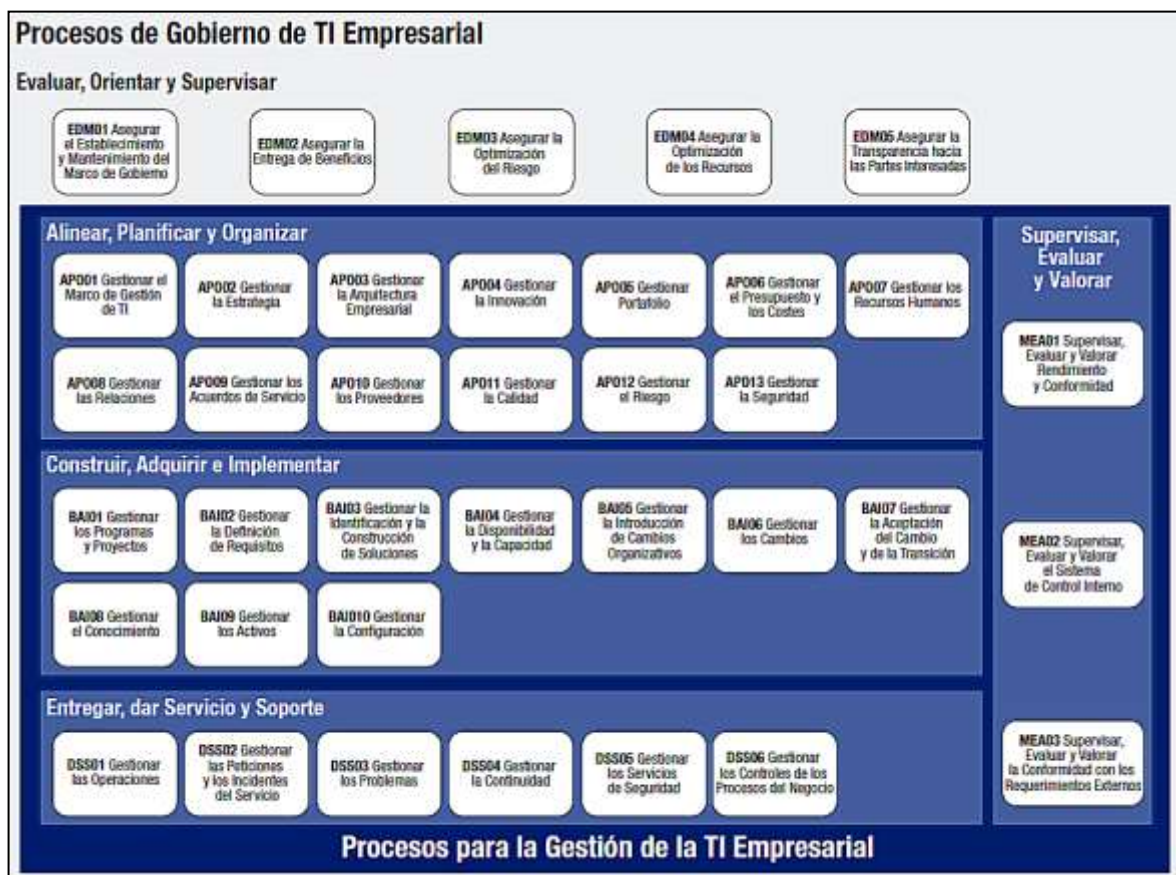 Procesos de Gobierno de TI Empresarial
Evaluar, Orientar y Supervisar
EDM01 Asegurar
el Establecimiento
y Mantenimiento del
Marco de Gobierno
EDM02 Asegurar la
Entrega de Beneficios
EDM03 Asegurar la
Optimización
del Riesgo
EDM04 Asegurar la
Optimización
de los Recursos
EDM05 Asegurar la
Transparencia hacia
las Partes Interesadas
Alinear, Planificar y Organizar
APO01 Gestionar el
Marco de Gestión
de TI
APO02 Gestionar
la Estrategia
APO03 Gestionar
la Arquitectura
Empresarial
APO04 Gestionar
la Innovación
APO05 Gestionar
Portafolio
APO06 Gestionar
el Presupuesto y
los Costes
APO07 Gestionar los
Recursos Humanos
APO08 Gestionar
las Relaciones
APO09 Gestionar los
Acuerdos de Servicio
APO10 Gestionar
los Proveedores
APO11 Gestionar
la Calidad
APO12 Gestionar
el Riesgo
APO13 Gestionar
la Seguridad
Construir, Adquirir e Implementar
BAI01 Gestionar
los Programas
y Proyectos
BAI02 Gestionar
la Definición
de Requisitos
BAI03 Gestionar la
Identificación y la
Construcción
de Soluciones
BAI04 Gestionar
la Disponibilidad
y la Capacidad
BAI05 Gestionar
la Introducción
de Cambios
Organizativos
BAI06 Gestionar
los Cambios
BAI07 Gestionar
la Aceptación
del Cambio
y de la Transición
BAI08 Gestionar
el Conocimiento
BAI09 Gestionar
los Activos
BAI010 Gestionar
la Configuración
Entregar, dar Servicio y Soporte
DSS01 Gestionar
las Operaciones
DSS02 Gestionar
las Peticiones
y los Incidentes
del Servicio
DSS03 Gestionar
los Problemas
DSS04 Gestionar
la Continuidad
DSS05 Gestionar
los Servicios
de Seguridad
DSS06 Gestionar
los Controles de los
Procesos del Negocio
Supervisar,
Evaluar
y Valorar
MEA01 Supervisar,
Evaluar y Valorar
Rendimiento
y Conformidad
MEA02 Supervisar,
Evaluar y Valorar
el Sistema
de Control Interno
MEA03 Supervisar,
Evaluar y Valorar
la Conformidad con los
Requerimientos Externos
Procesos para la Gestión de la TI Empresarial